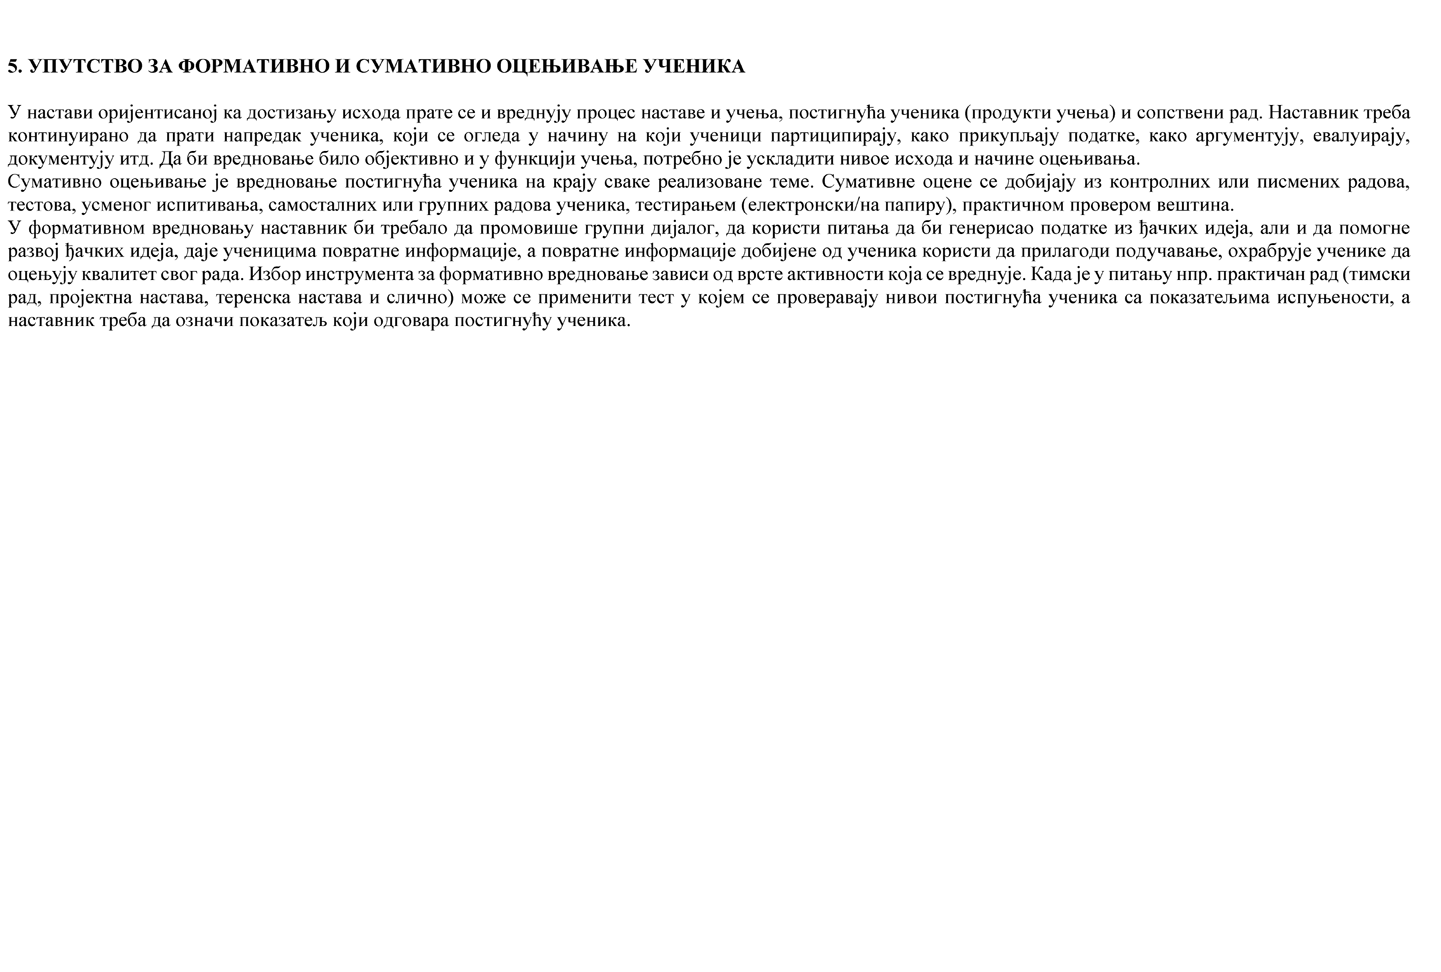 5. УПУТСТВО ЗА ФОРМАТИВНО И СУМАТИВНО ОЦЕЊИВАЊЕ УЧЕНИКА
У настави оријентисаној ка достизању исхода прате се и вреднују процес наставе и учења, постигнућа ученика (продукти учења) и сопствени рад. Наставник треба
континуирано да прати напредак ученика, који се огледа у начину на који ученици партиципирају, како прикупљају податке, како аргументују, евалуирају,
документују итд. Да би вредновање било објективно и у функцији учења, потребно је ускладити нивое исхода и начине оцењивања.
Сумативно оцењивање је вредновање постигнућа ученика на крају сваке реализоване теме. Сумативне оцене се добијају из контролних или писмених радова,
тестова, усменог испитивања, самосталних или групних радова ученика, тестирањем (електронски/на папиру), практичном провером вештина.
У формативном вредновању наставник би требало да промовише групни дијалог, да користи питања да би генерисао податке из ђачких идеја, али и да помогне
развој ђачких идеја, даје ученицима повратне информације, а повратне информације добијене од ученика користи да прилагоди подучавање, охрабрује ученике да
оцењују квалитет свог рада. Избор инструмента за формативно вредновање зависи од врсте активности која се вреднује. Када је у питању нпр. практичан рад (тимски
рад, пројектна настава, теренска настава и слично) може се применити тест у којем се проверавају нивои постигнућа ученика са показатељима испуњености, а
наставник треба да означи показатељ који одговара постигнућу ученика.